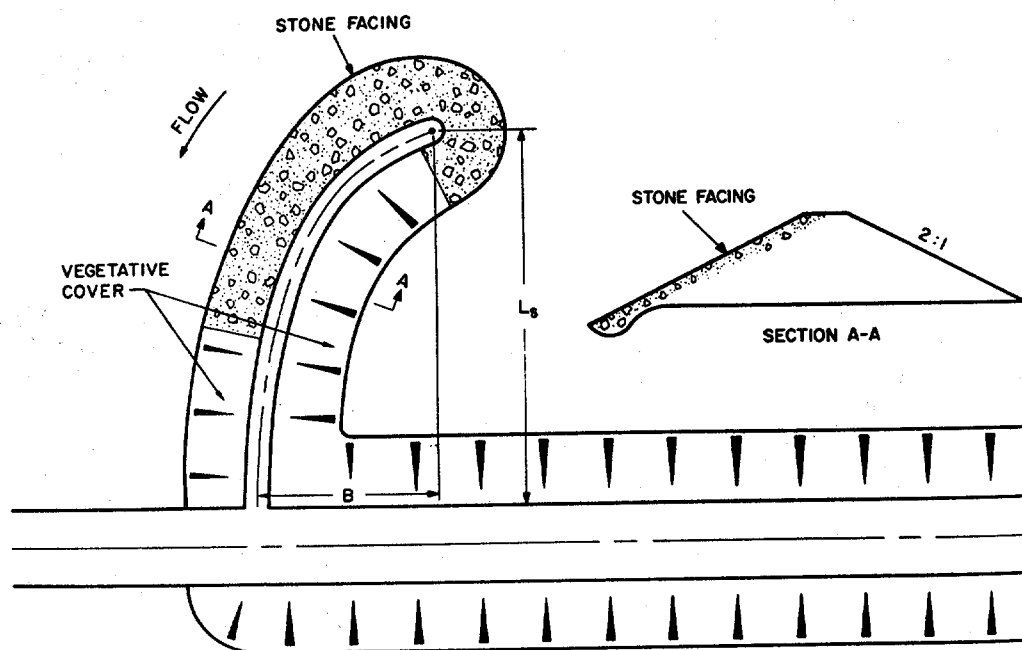 STONE FACING
FLOW
A
VEGETATIVE
COVER
A
Ls
B
STONE FACING
2:1
SECTION A-A